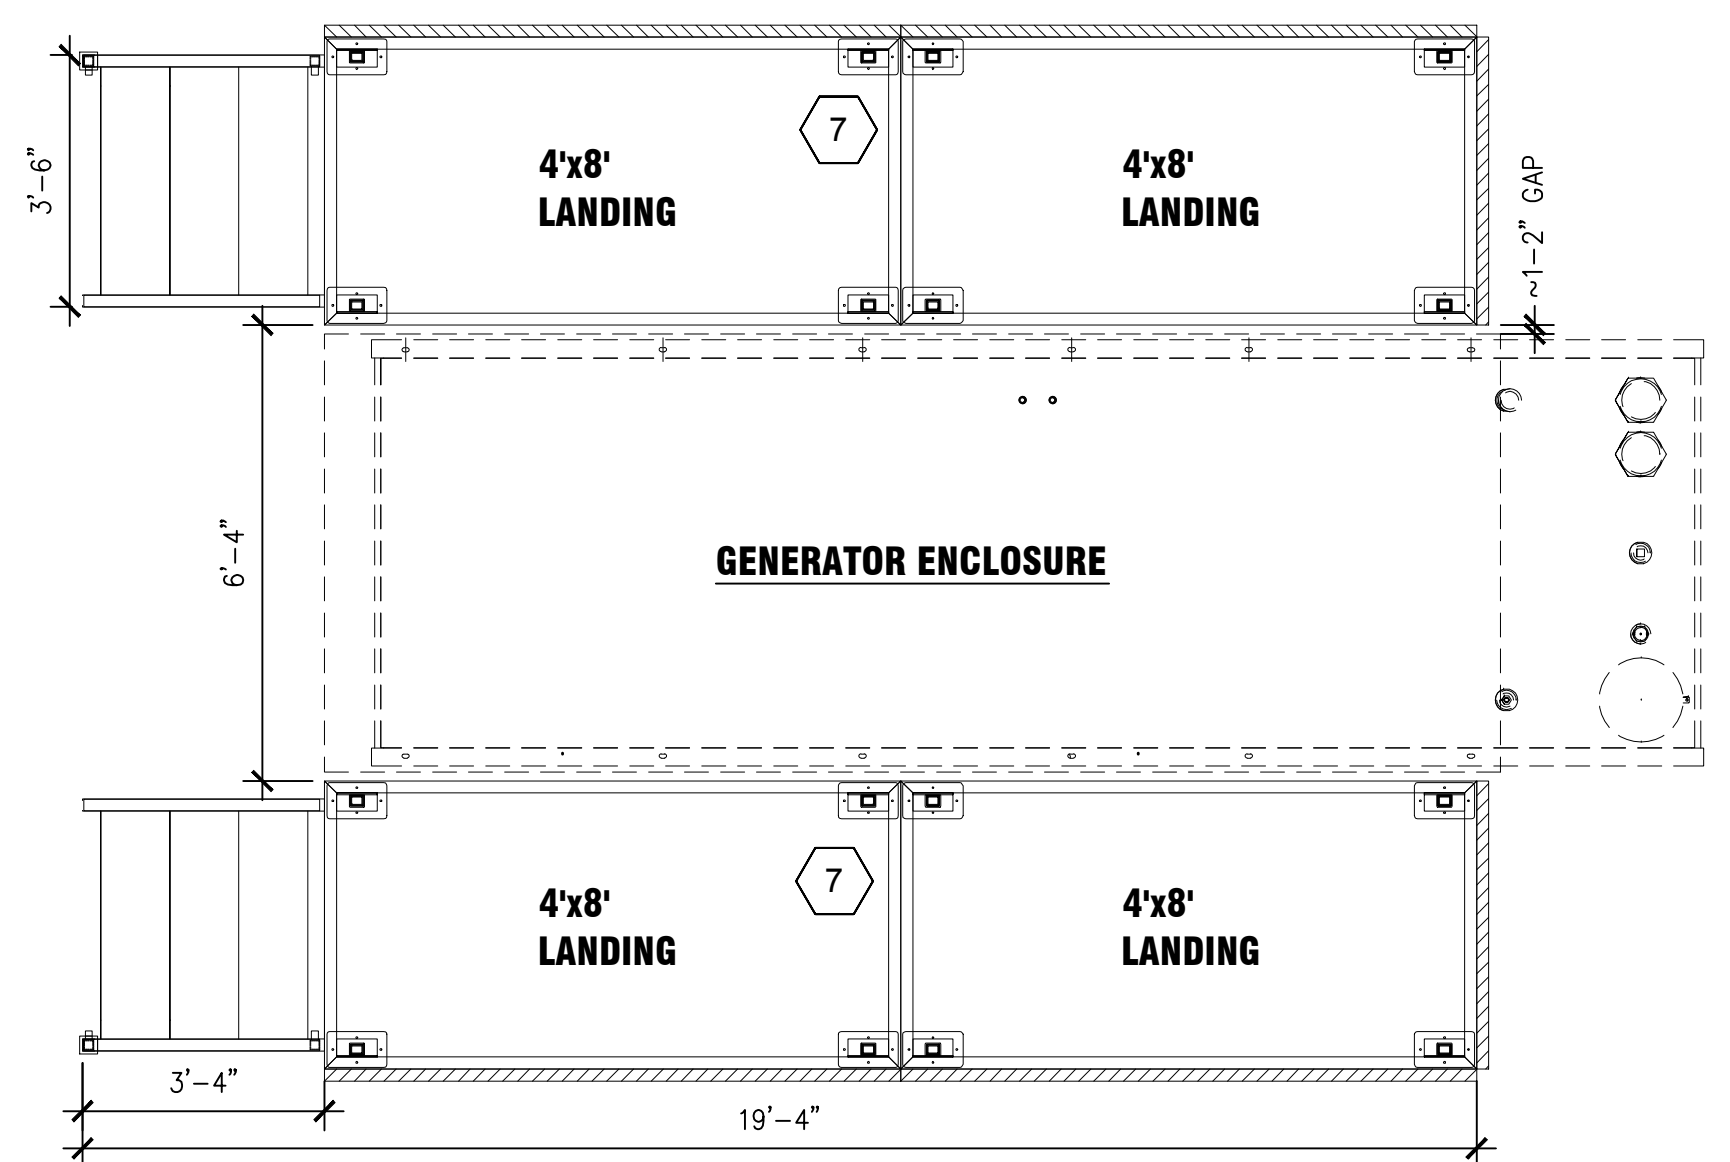 7
4'x8'
LANDING
4'x8'
LANDING
3'-6"
~1-2" GAP
GENERATOR ENCLOSURE
6'-4"
7
4'x8'
LANDING
4'x8'
LANDING
3'-4"
19'-4"